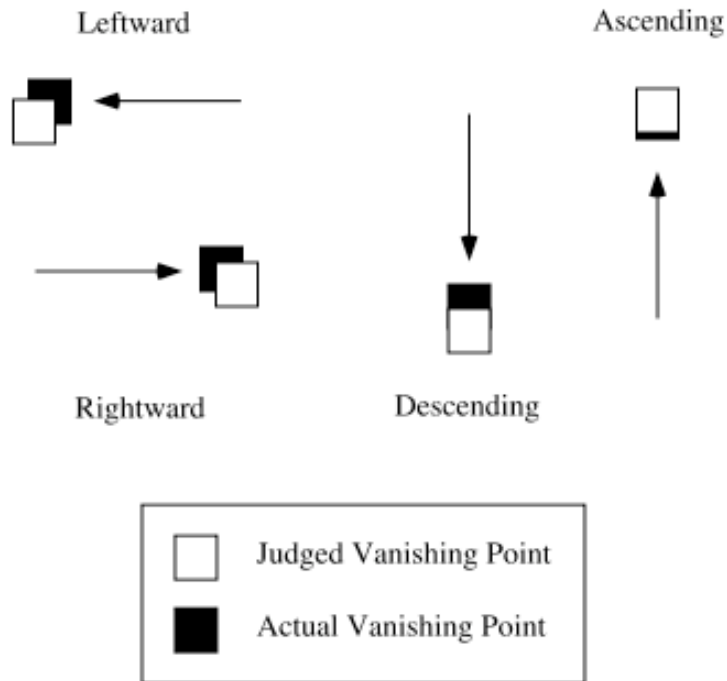 Leftward
Ascending
Rightward
Descending
Judged Vanishing Point
Actual Vanishing Point